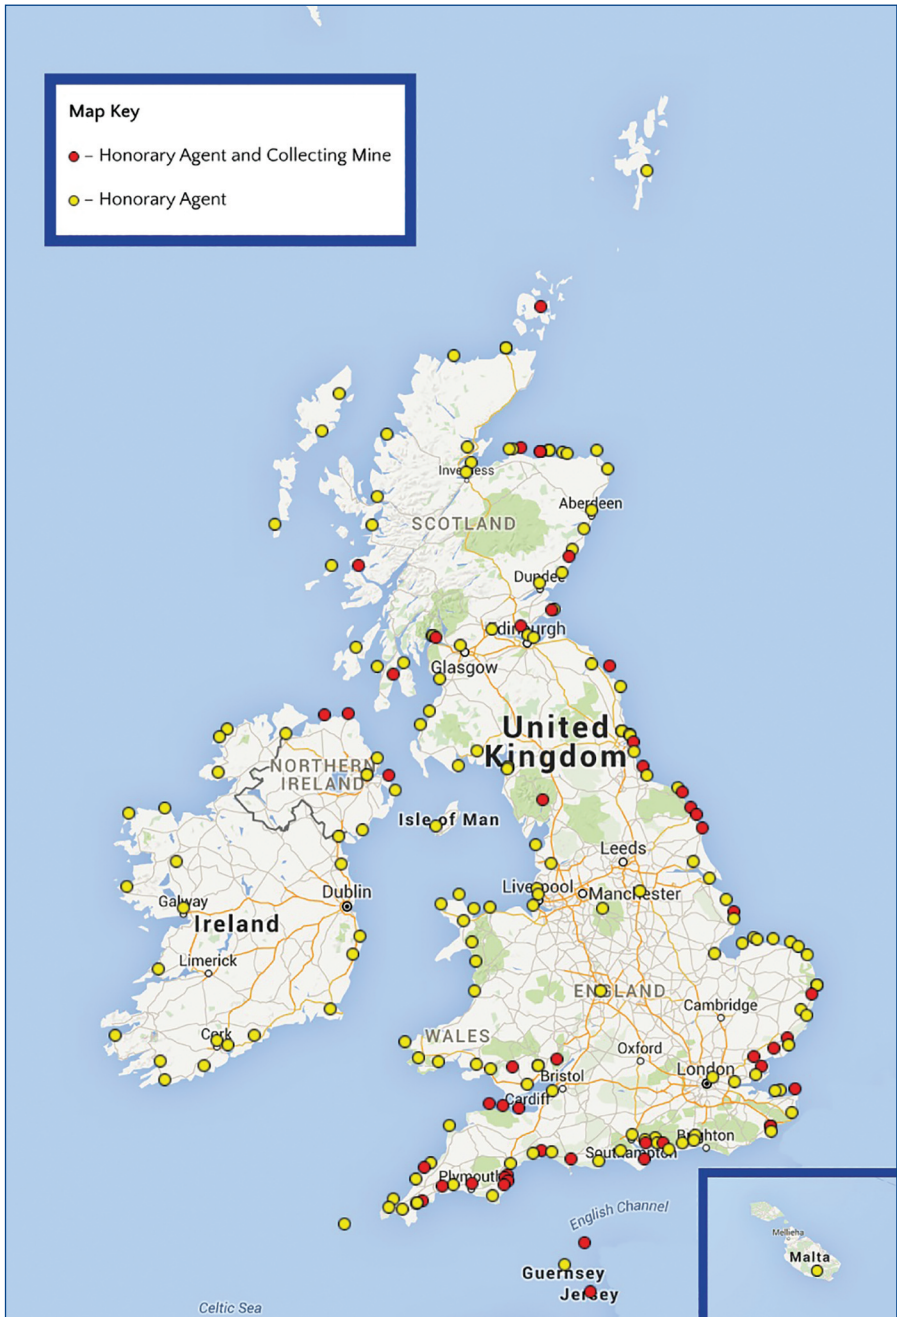 Map Key
– Honorary Agent and Collecting Mine
– Honorary Agent
Inverness
Aberdeen
SCOTLAND
Dundee
Edinburgh
Glasgow
United
Kingdom
NORTHERN
IRELAND
Isle of Man
Leeds
Dublin
Liverpool
Manchester
Galway
Ireland
Limerick
ENGLAND
Cambridge
Cork
WALES
Oxford
London
Bristol
Cardiff
Brighton
Southampton
Plymouth
English Channel
Mellieha
Malta
Guernsey
Jersey
Celtic Sea